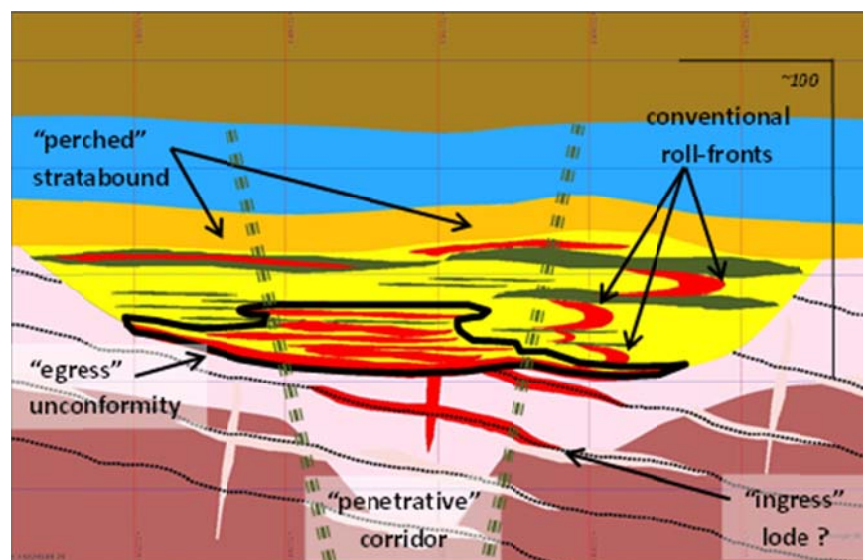 ~100
conventional
roll-fronts
“perched”
stratabound
“egress”
unconformity
“penetrative”
corridor
“ingress”
lode ?